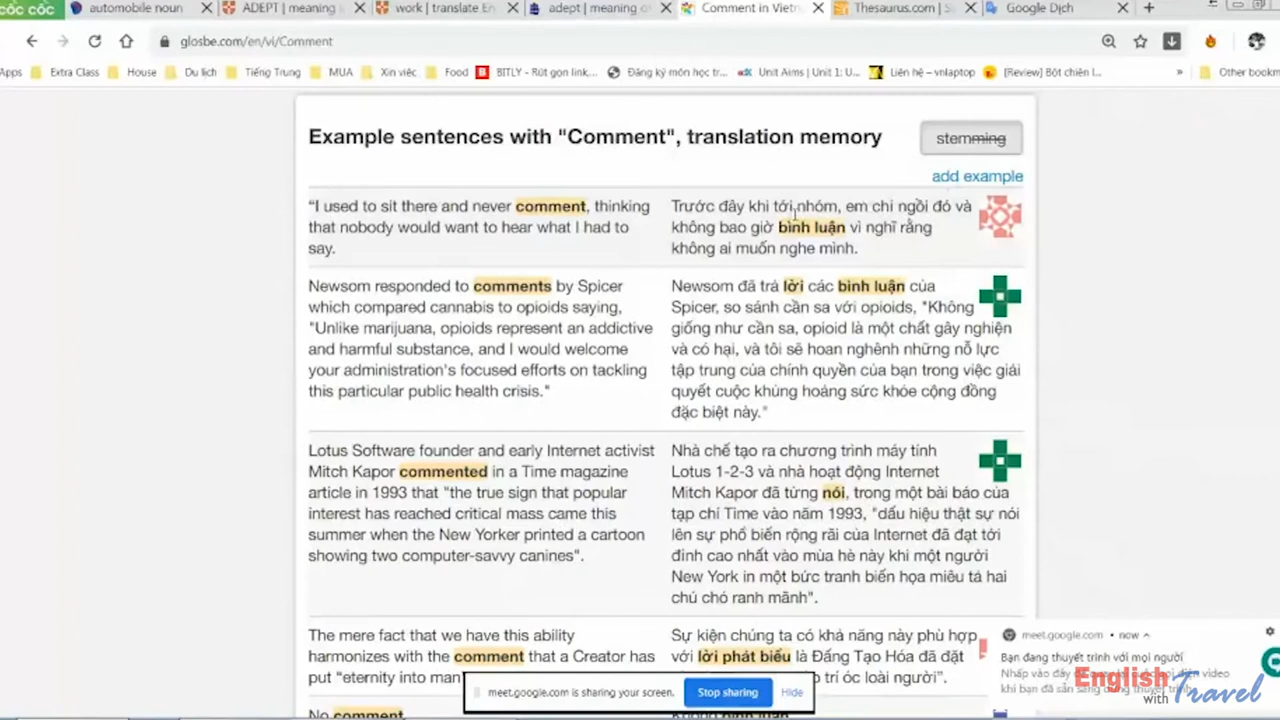 cốc cốc
automobile noun
ADEPT | meaning i
work | translate En
adept | meaning o
Comment in Vietn
Thesaurus.com | S
Google Dịch
glosbe.com/en/vi/Comment
Apps
Extra Class
House
Du lich
Tiếng Trung
MUA
Xin việc
Food
BITLY - Rút gọn link,...
Đăng ký môn học tr...
Unit Aims | Unit 1: U...
Liên hệ – vnlaptop
[Review] Bột chiên l...
»
Other bookm
Example sentences with "Comment", translation memory
stemming
add example
“I used to sit there and never comment, thinking
that nobody would want to hear what I had to
say.
Trước đây khi tới nhóm, em chỉ ngồi đó và
không bao giờ bình luận vì nghĩ rằng
không ai muốn nghe mình.
Newsom responded to comments by Spicer
which compared cannabis to opioids saying,
"Unlike marijuana, opioids represent an addictive
and harmful substance, and I would welcome
your administration's focused efforts on tackling
this particular public health crisis."
Newsom đã trả lời các bình luận của
Spicer, so sánh cần sa với opioids, "Không
giống như cần sa, opioid là một chất gây nghiện
và có hại, và tôi sẽ hoan nghênh những nỗ lực
tập trung của chính quyền của bạn trong việc giải
quyết cuộc khủng hoảng sức khỏe cộng đồng
đặc biệt này."
Lotus Software founder and early Internet activist
Mitch Kapor commented in a Time magazine
article in 1993 that "the true sign that popular
interest has reached critical mass came this
summer when the New Yorker printed a cartoon
showing two computer-savvy canines".
Nhà chế tạo ra chương trình máy tính
Lotus 1-2-3 và nhà hoạt động Internet
Mitch Kapor đã từng nói, trong một bài báo của
tạp chí Time vào năm 1993, "dấu hiệu thật sự nói
lên sự phổ biến rộng rãi của Internet đã đạt tới
đỉnh cao nhất vào mùa hè này khi một người
New York in một bức tranh biến họa miêu tả hai
chú chó ranh mãnh".
The mere fact that we have this ability
harmonizes with the comment that a Creator has
put "eternity into man
Sự kiện chúng ta có khả năng này phù hợp
với lời phát biểu là Đấng Tạo Hóa đã đặt
trí óc loài người”.
No comment
bình luận
meet.google.com is sharing your screen.
Stop sharing
Hide
meet.google.com • now
Bạn đang thuyết trình với mọi người
Nhấp vào đây để
điện video
khi bạn đã sẵn sàng
English
with Travel